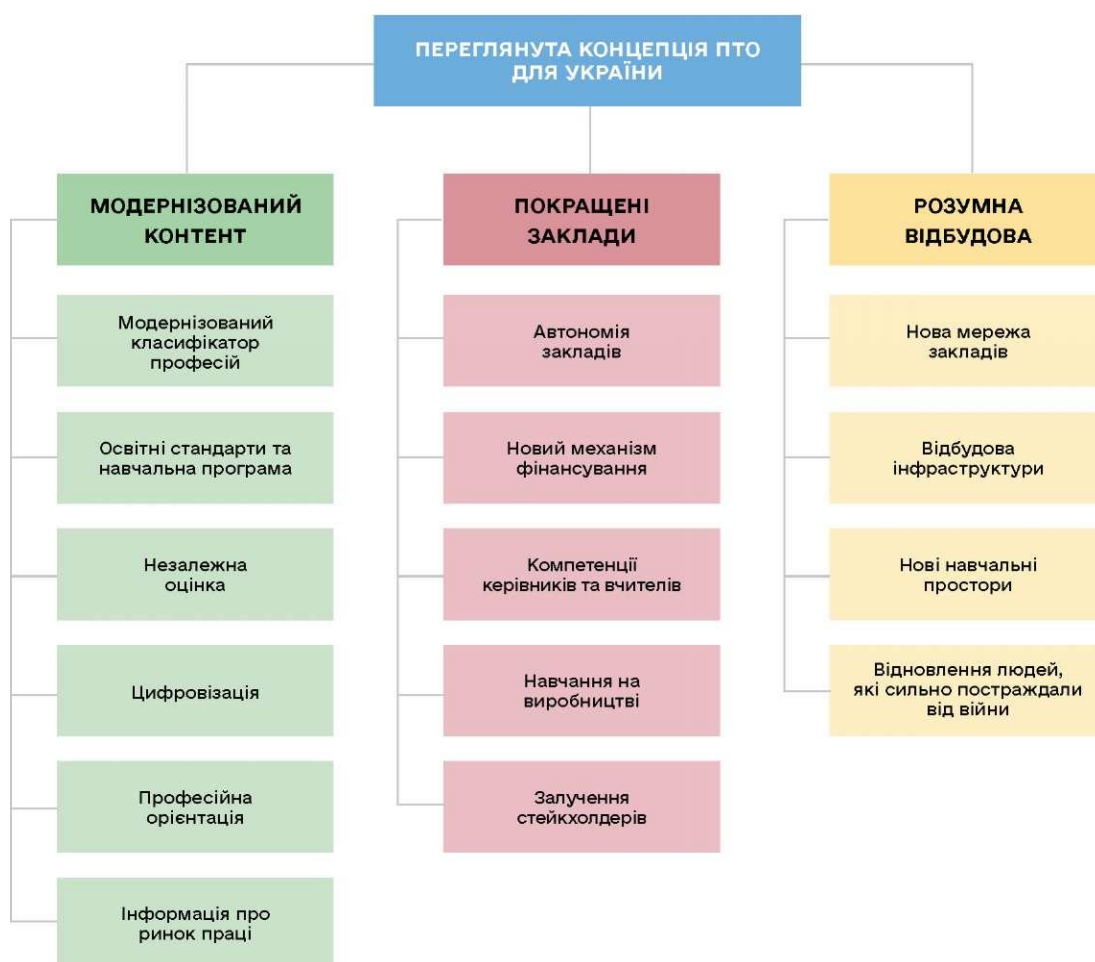 ПЕРЕГЛЯНУТА КОНЦЕПЦІЯ ПТО
ДЛЯ УКРАЇНИ
МОДЕРНІЗОВАНИЙ
КОНТЕНТ
Модернізований
класифікатор
професій
Освітні стандарти та
навчальна програма
Незалежна
оцінка
Цифровізація
Професійна
орієнтація
Інформація про
ринок праці
ПОКРАЩЕНІ
ЗАКЛАДИ
Автономія
закладів
Новий механізм
фінансування
Компетенції
керівників та вчителів
Навчання на
виробництві
Залучення
стейкхолдерів
РОЗУМНА
ВІДБУДОВА
Нова мережа
закладів
Відбудова
інфраструктури
Нові навчальні
простори
Відновлення людей,
які сильно постраждали
від війни